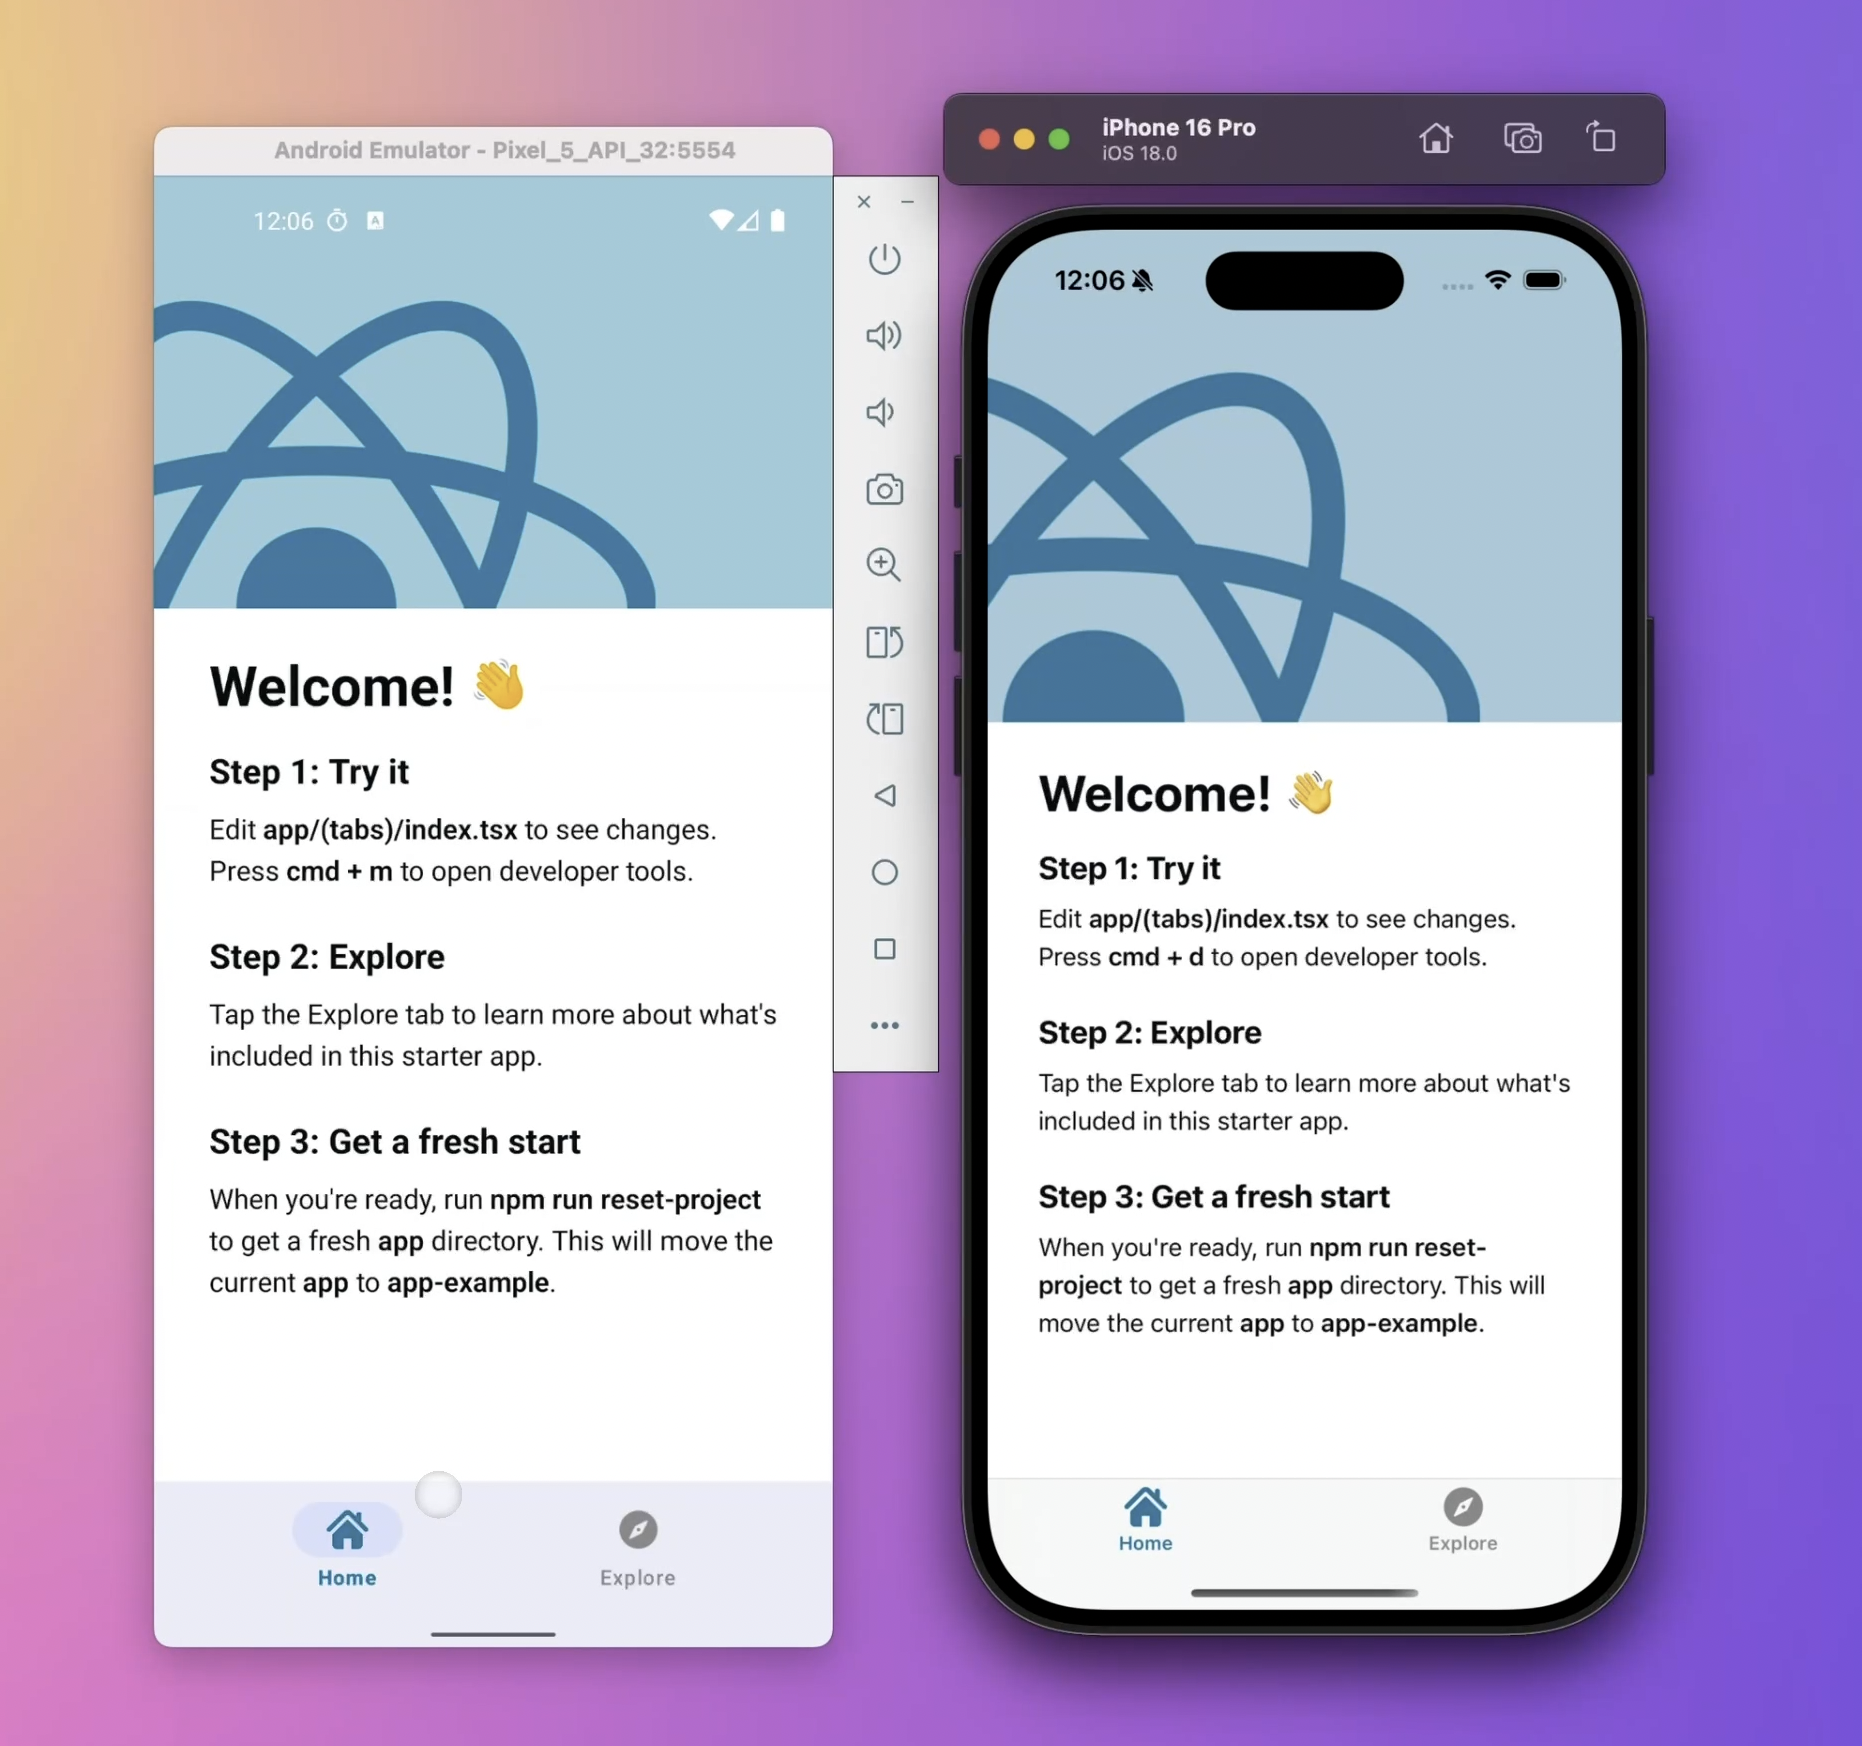 Android Emulator - Pixel_5_API_32:5554
12:06
A
Welcome! 👋
Step 1: Try it
Edit app/(tabs)/index.tsx to see changes.
Press cmd + m to open developer tools.
Step 2: Explore
Tap the Explore tab to learn more about what's
included in this starter app.
Step 3: Get a fresh start
When you're ready, run npm run reset-project
to get a fresh app directory. This will move the
current app to app-example.
Home
Explore
iPhone 16 Pro
iOS 18.0
12:06
Welcome! 👋
Step 1: Try it
Edit app/(tabs)/index.tsx to see changes.
Press cmd + d to open developer tools.
Step 2: Explore
Tap the Explore tab to learn more about what's
included in this starter app.
Step 3: Get a fresh start
When you're ready, run npm run reset-
project to get a fresh app directory. This will
move the current app to app-example.
Home
Explore